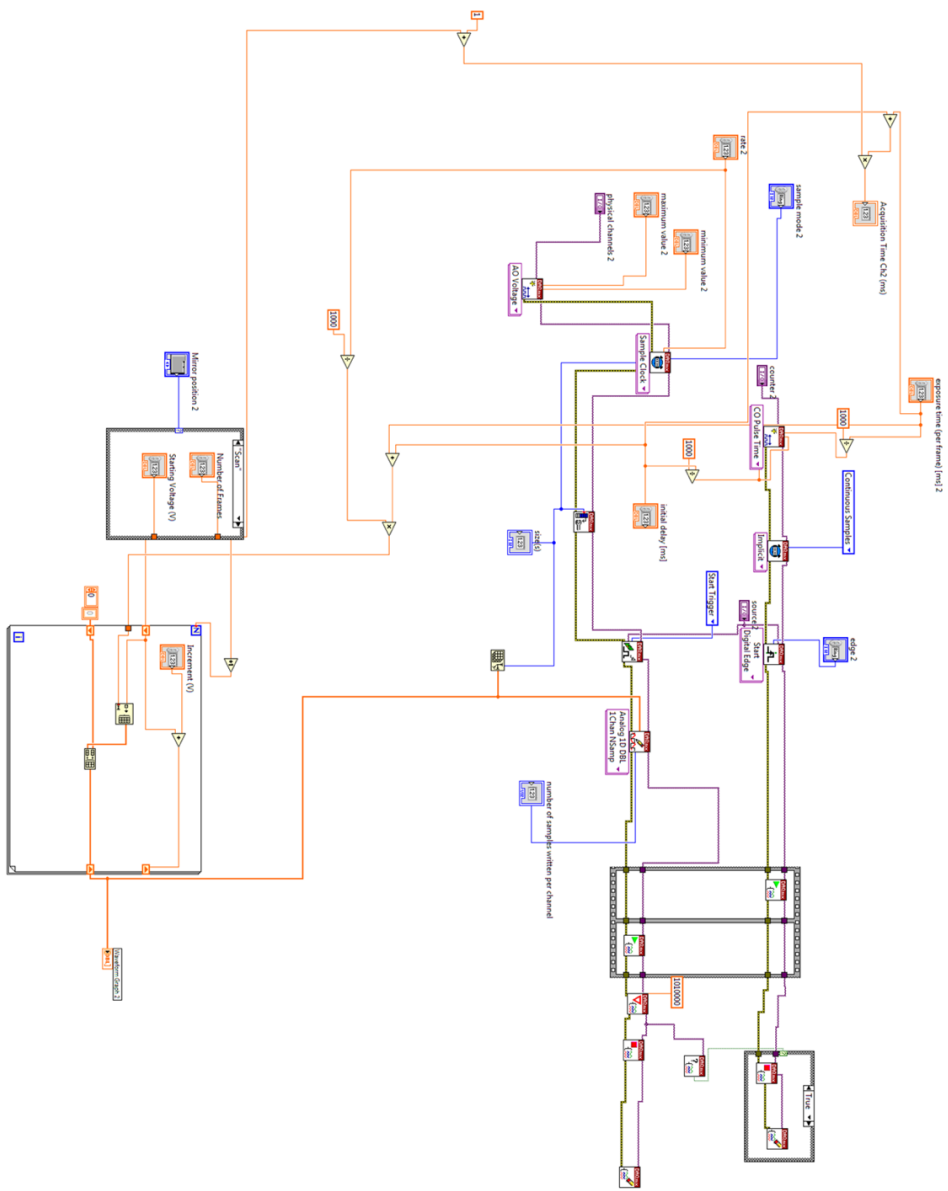 exposure time (per frame) [ms] 2
Acquisition Time Ch2 (ms)
edge 2
Continuous Samples
1000
True
sample mode 2
counter 2
Implicit
CO Pulse Time
source 2
Start
Digital Edge
rate 2
Start Trigger
minimum value 2
1000
1010000
maximum value 2
initial delay [ms]
Sample Clock
Analog 1D DBL
1Chan NSamp
physical channels 2
number of samples written per channel
size(s)
AO Voltage
1
1000
"Scan"
Number of Frames
Mirror position 2
N
Increment (V)
Starting Voltage (V)
Waveform Graph 2
0
i